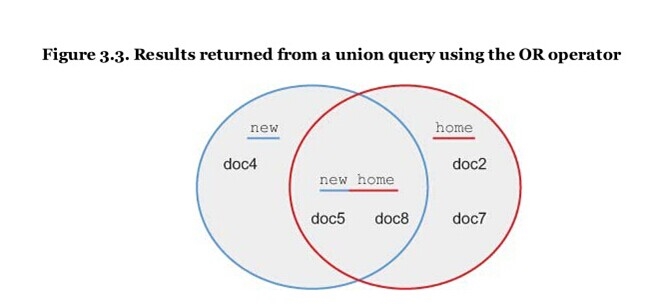 Figure 3.3. Results returned from a union query using the OR operator
new
home
doc4
doc2
new home
doc5 doc8
doc7